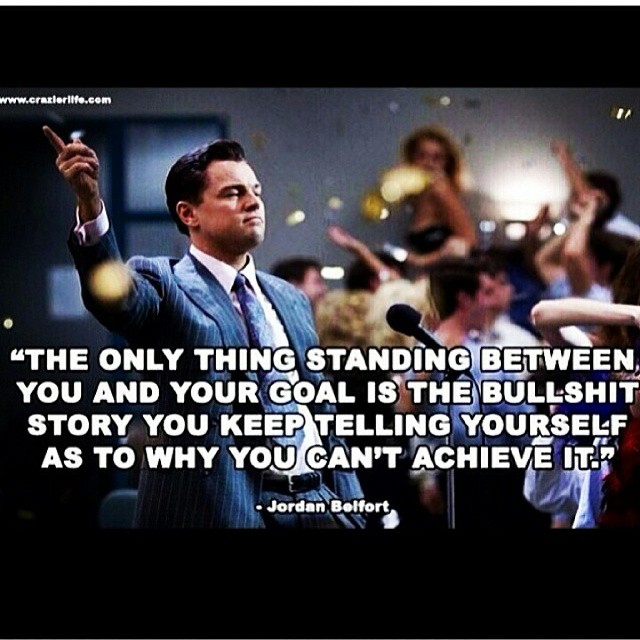 www.crazierlife.com
“THE ONLY THING STANDING BETWEEN
YOU AND YOUR GOAL IS THE BULLSHIT
STORY YOU KEEP TELLING YOURSELF
AS TO WHY YOU CAN’T ACHIEVE IT.”
- Jordan Belfort